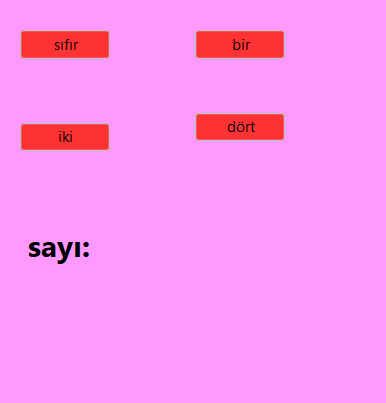 sıfır
bir
iki
dört
sayı: